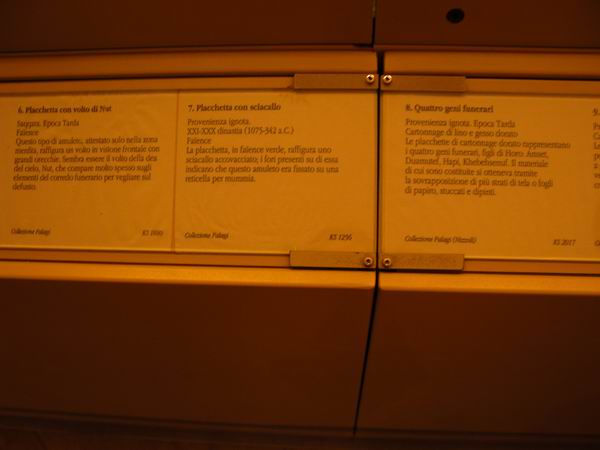 6. Placchetta con volto di Nut
Saqqara. Epoca Tarda
Faïence
Questo tipo di amuleto, attestato solo nella zona
menfita, raffigura un volto in visione frontale con
grandi orecchie. Sembra essere il volto della dea
del cielo, Nut, che compare molto spesso sugli
elementi del corredo funerario per vegliare sul
defunto.
Collezione Palagi
KS
7. Placchetta con sciacallo
Provenienza ignota.
XXI-XXX dinastia (1075-342 a.C.)
Faïence
La placchetta, in faïence verde, raffigura uno
sciacallo accovacciato; i fori presenti su di essa
indicano che questo amuleto era fissato su una
reticella per mummia.
Collezione Palagi
KS 1256
8. Quattro geni funerari
Provenienza ignota. Epoca Tarda
Cartonnage di lino e gesso dorato
Le placchette di cartonnage dorato rappresentano
i quattro geni funerari, figli di Horo: Amset,
Duamutef, Hapi, Khebehsenuf. Il materiale
di cui sono costituite si otteneva tramite
la sovrapposizione di più strati di tela o fogli
di papiro, stuccati e dipinti.
Collezione Palagi (Nizzoli)
KS 2017
9.